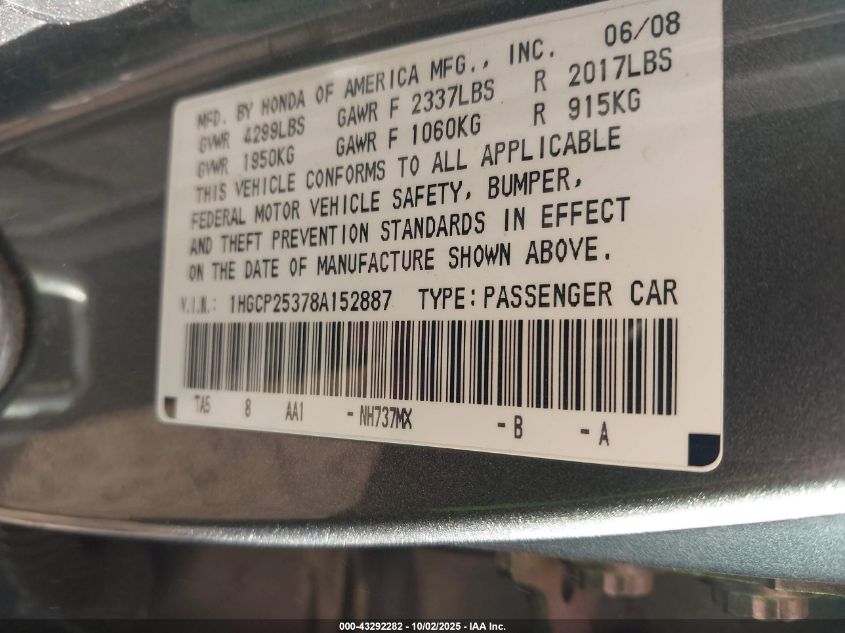 MFD. BY HONDA OF AMERICA MFG., INC. 06/08
GVWR 4299LBS GAWR F 2337LBS R 2017LBS
GVWR 1950KG GAWR F 1060KG R 915KG
THIS VEHICLE CONFORMS TO ALL APPLICABLE
FEDERAL MOTOR VEHICLE SAFETY, BUMPER,
AND THEFT PREVENTION STANDARDS IN EFFECT
ON THE DATE OF MANUFACTURE SHOWN ABOVE.
V.I.N.: 1HGCP25378A152887 TYPE: PASSENGER CAR
TA5 8 AA1 - NH737MX - B - A
000-43292282 - 10/02/2025 - IAA Inc.